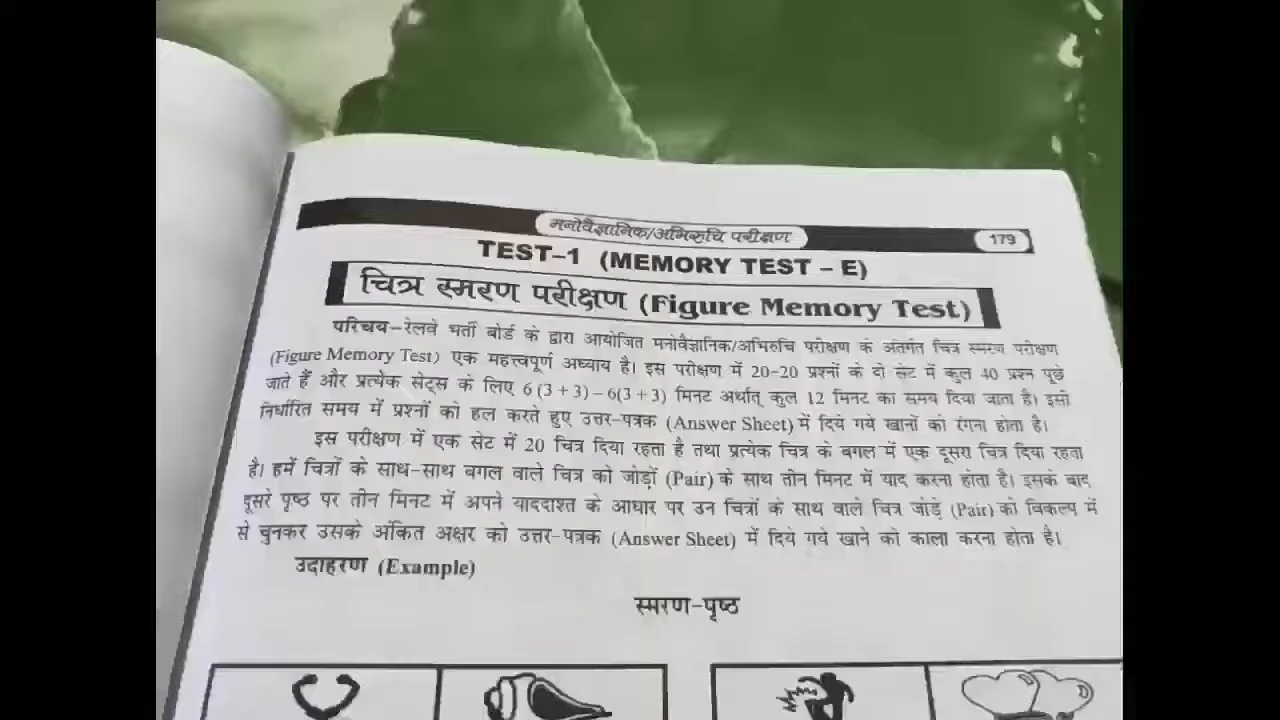 मनोवैज्ञानिक/अभिरुचि परीक्षण
179
TEST–1 (MEMORY TEST – E)
चित्र स्मरण परीक्षण (Figure Memory Test)
परिचय–रेलवे भर्ती बोर्ड के द्वारा आयोजित मनोवैज्ञानिक/अभिरुचि परीक्षण के अंतर्गत चित्र स्मरण परीक्षण
(Figure Memory Test) एक महत्त्वपूर्ण अध्याय है। इस परीक्षण में 20–20 प्रश्नों के दो सेट में कुल 40 प्रश्न पूछे
जाते हैं और प्रत्येक सेट्स के लिए 6 (3 + 3) – 6(3 + 3) मिनट अर्थात् कुल 12 मिनट का समय दिया जाता है। इसी
निर्धारित समय में प्रश्नों को हल करते हुए उत्तर-पत्रक (Answer Sheet) में दिये गये खानों को रंगना होता है।
इस परीक्षण में एक सेट में 20 चित्र दिया रहता है तथा प्रत्येक चित्र के बगल में एक दूसरा चित्र दिया रहता
है। हमें चित्रों के साथ-साथ बगल वाले चित्र को जोड़ों (Pair) के साथ तीन मिनट में याद करना होता है। इसके बाद
दूसरे पृष्ठ पर तीन मिनट में अपने याददाश्त के आधार पर उन चित्रों के साथ वाले चित्र जोड़े (Pair) को विकल्प में
से चुनकर उसके अंकित अक्षर को उत्तर-पत्रक (Answer Sheet) में दिये गये खाने को काला करना होता है।
उदाहरण (Example)
स्मरण-पृष्ठ